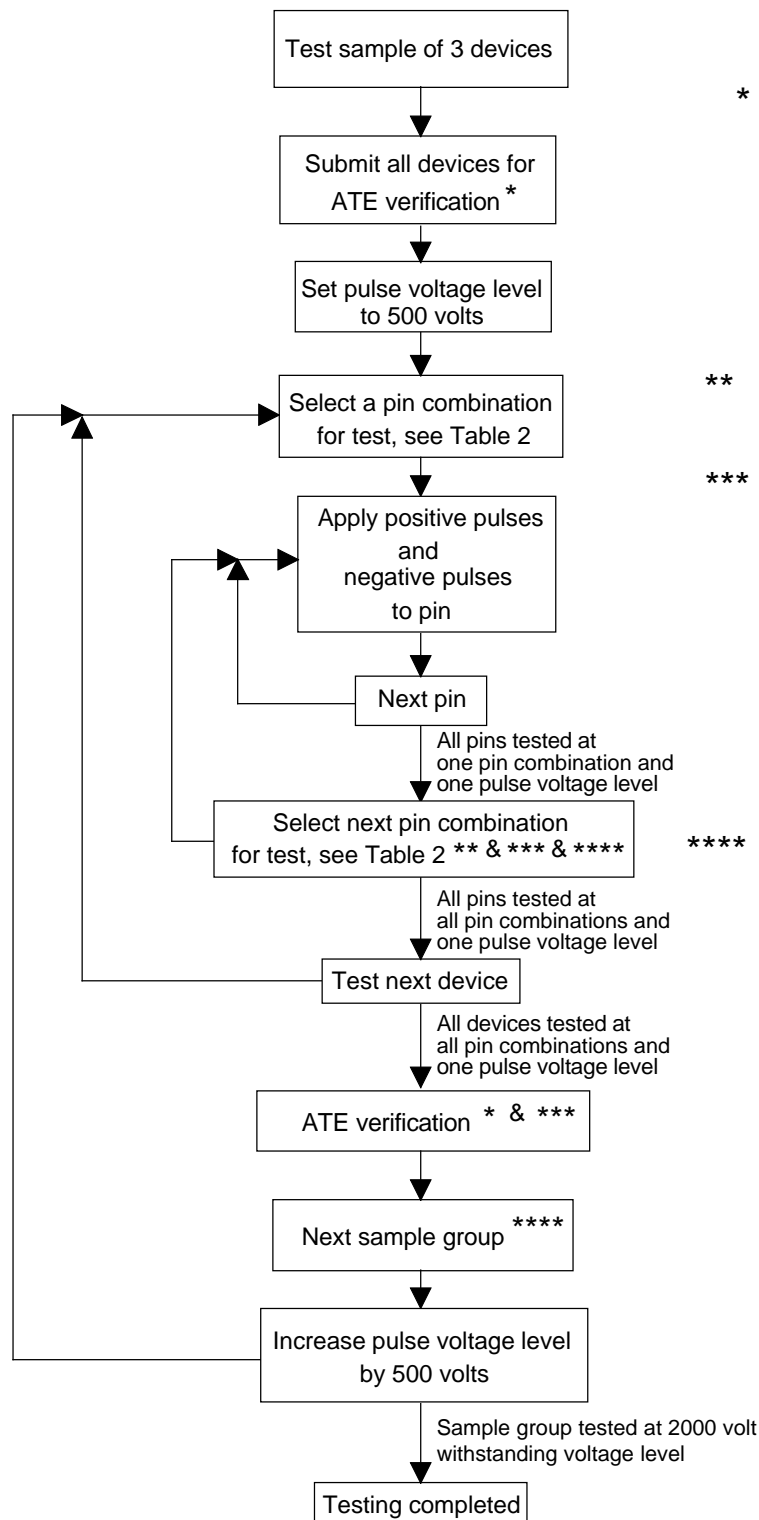 Test sample of 3 devices
*
Submit all devices for
ATE verification *
Set pulse voltage level
to 500 volts
**
Select a pin combination
for test, see Table 2
***
Apply positive pulses
and
negative pulses
to pin
Next pin
All pins tested at
one pin combination and
one pulse voltage level
Select next pin combination
for test, see Table 2 ** & *** & ****
****
All pins tested at
all pin combinations and
one pulse voltage level
Test next device
All devices tested at
all pin combinations and
one pulse voltage level
ATE verification * & ***
Next sample group ****
Increase pulse voltage level
by 500 volts
Sample group tested at 2000 volt
withstanding voltage level
Testing completed